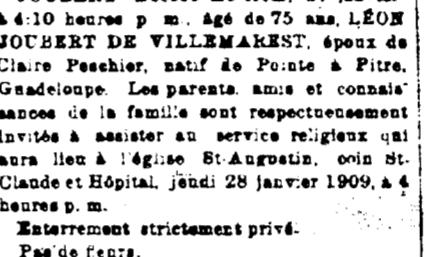 à 4:10 heures p m., âgé de 75 ans, LÉON
JOUBERT DE VILLEMAREST, époux de
Claire Peschier, natif de Pointe à Pitre,
Guadeloupe. Les parents, amis et connais
sances de la famille sont respectueusement
invités à assister au service religieux qui
aura lieu à l'église St-Augustin, coin St-
Claude et Hôpital, jeudi 28 janvier 1909, à 4
heures p. m.
Enterrement strictement privé.
Pas de fleurs.